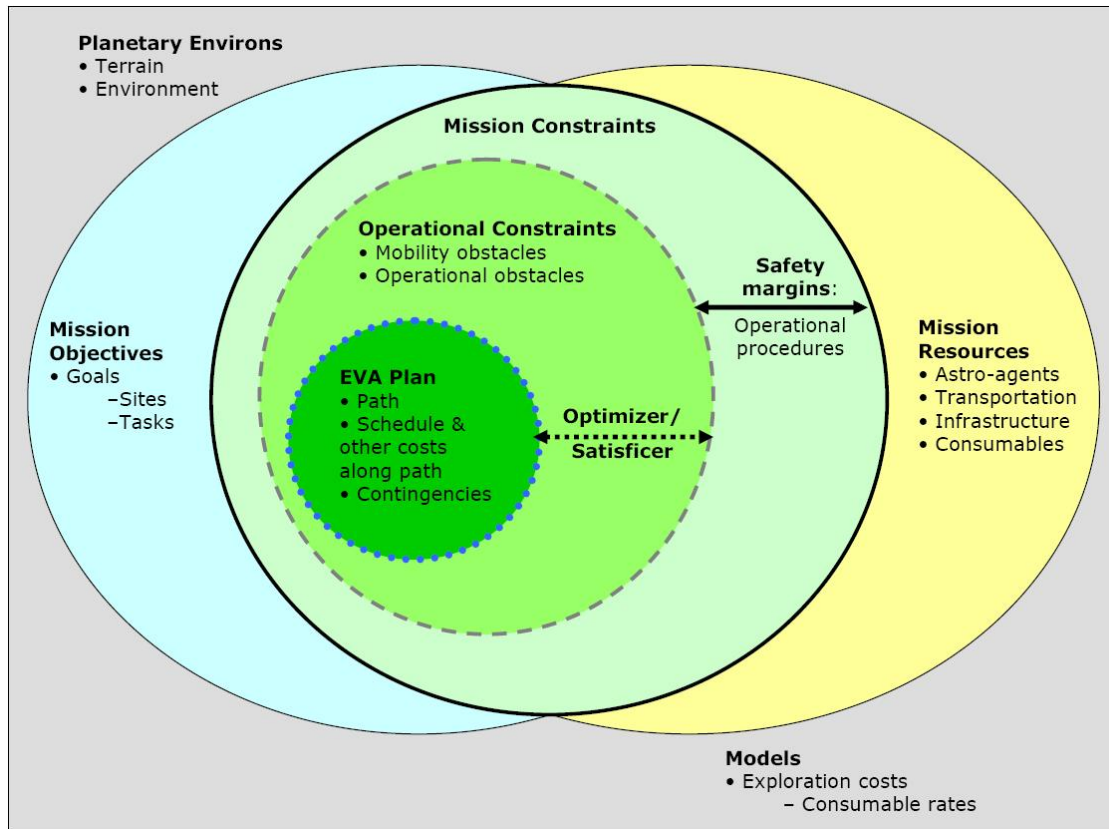 Planetary Environs
• Terrain
• Environment
Mission Constraints
Operational Constraints
• Mobility obstacles
• Operational obstacles
Safety
margins:
Operational
procedures
Mission
Objectives
• Goals
–Sites
–Tasks
EVA Plan
• Path
• Schedule &
other costs
along path
• Contingencies
Optimizer/
Satisficer
Mission
Resources
• Astro-agents
• Transportation
• Infrastructure
• Consumables
Models
• Exploration costs
– Consumable rates